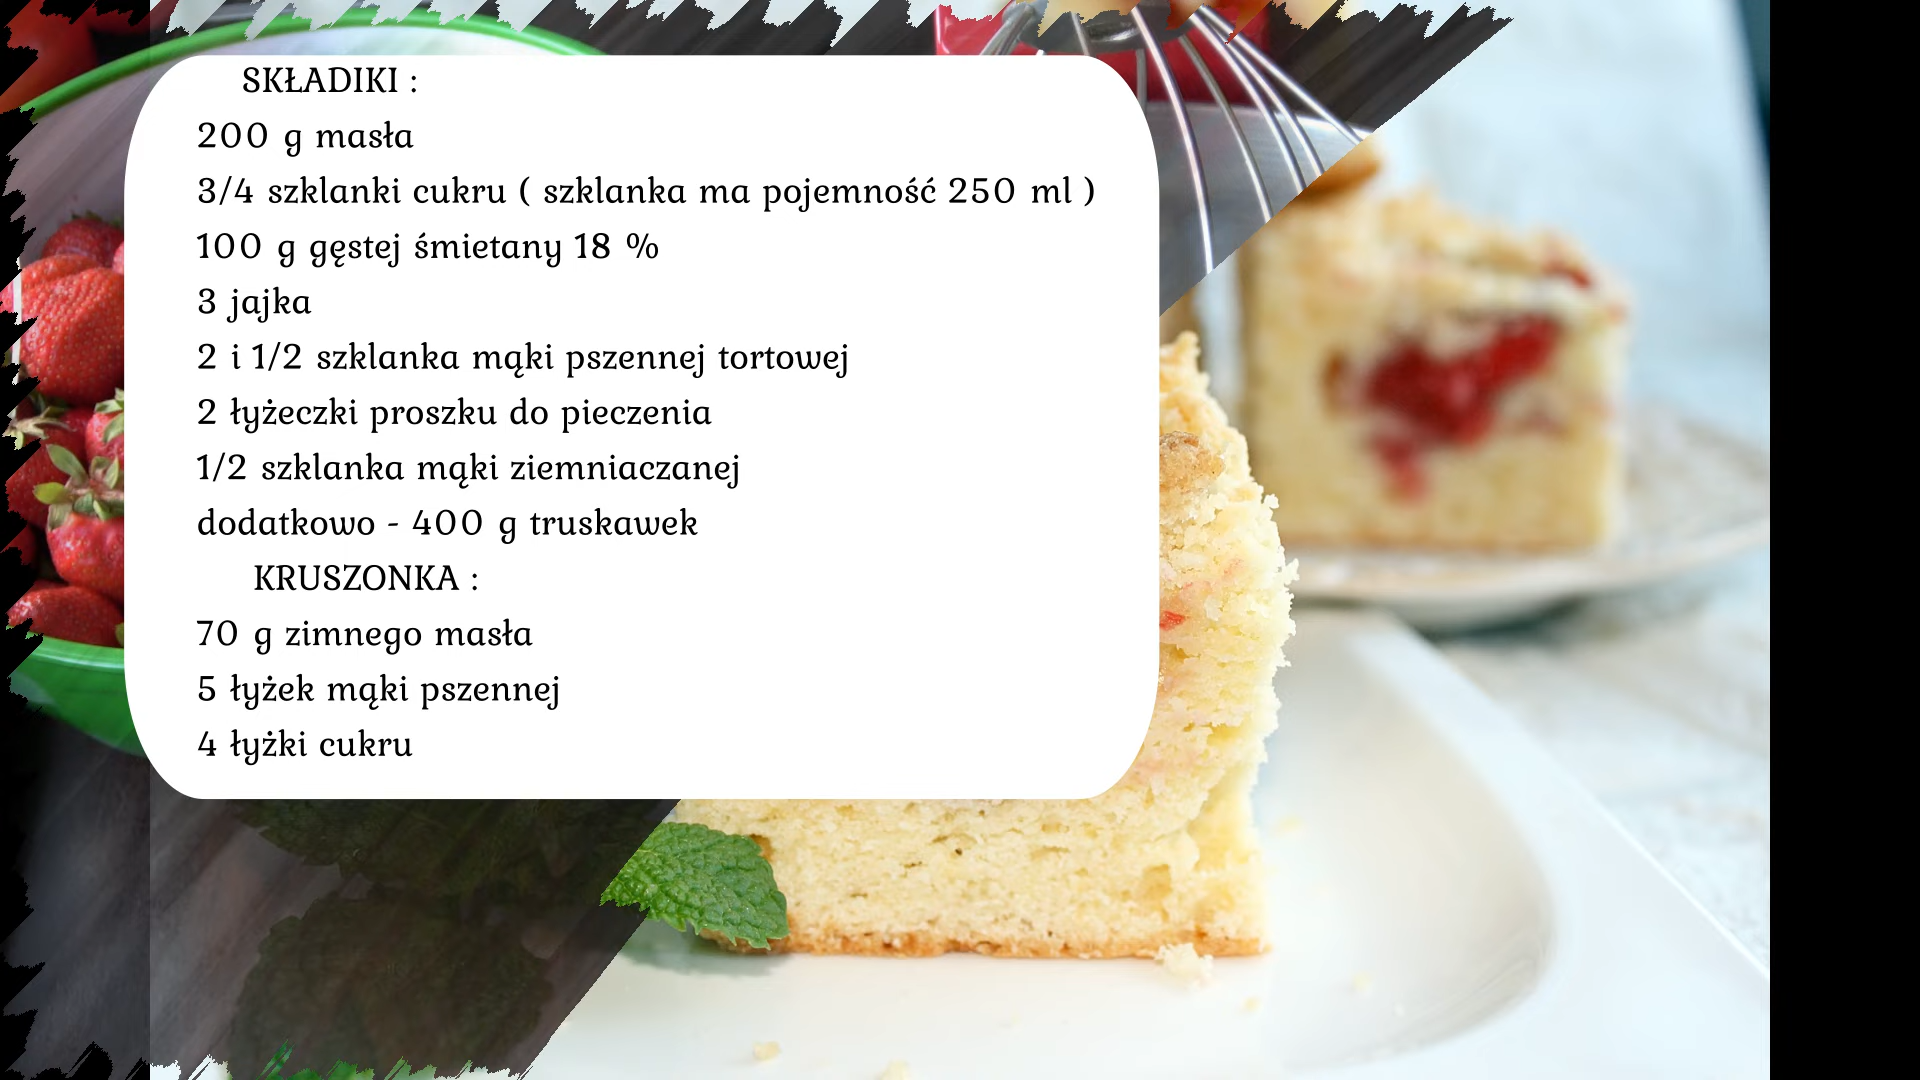 SKŁADIKI :
200 g masła
3/4 szklanki cukru ( szklanka ma pojemność 250 ml )
100 g gęstej śmietany 18 %
3 jajka
2 i 1/2 szklanka mąki pszennej tortowej
2 łyżeczki proszku do pieczenia
1/2 szklanka mąki ziemniaczanej
dodatkowo - 400 g truskawek
KRUSZONKA :
70 g zimnego masła
5 łyżek mąki pszennej
4 łyżki cukru